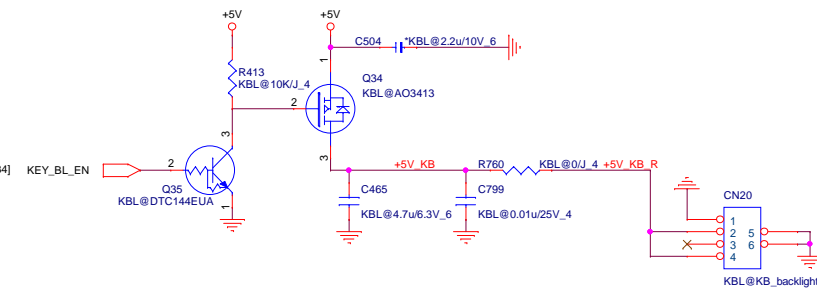 +5V
+5V
C504
*KBL@2.2u/10V_6
1
R413
KBL@10K/J_4
Q34
KBL@AO3413
2
3
3
+5V_KB
R760
KBL@0/J_4
+5V_KB_R
4]
KEY_BL_EN
2
Q35
KBL@DTC144EUA
1
C465
KBL@4.7u/6.3V_6
C799
KBL@0.01u/25V_4
CN20
1
2
5
3
6
4
KBL@KB_backlight